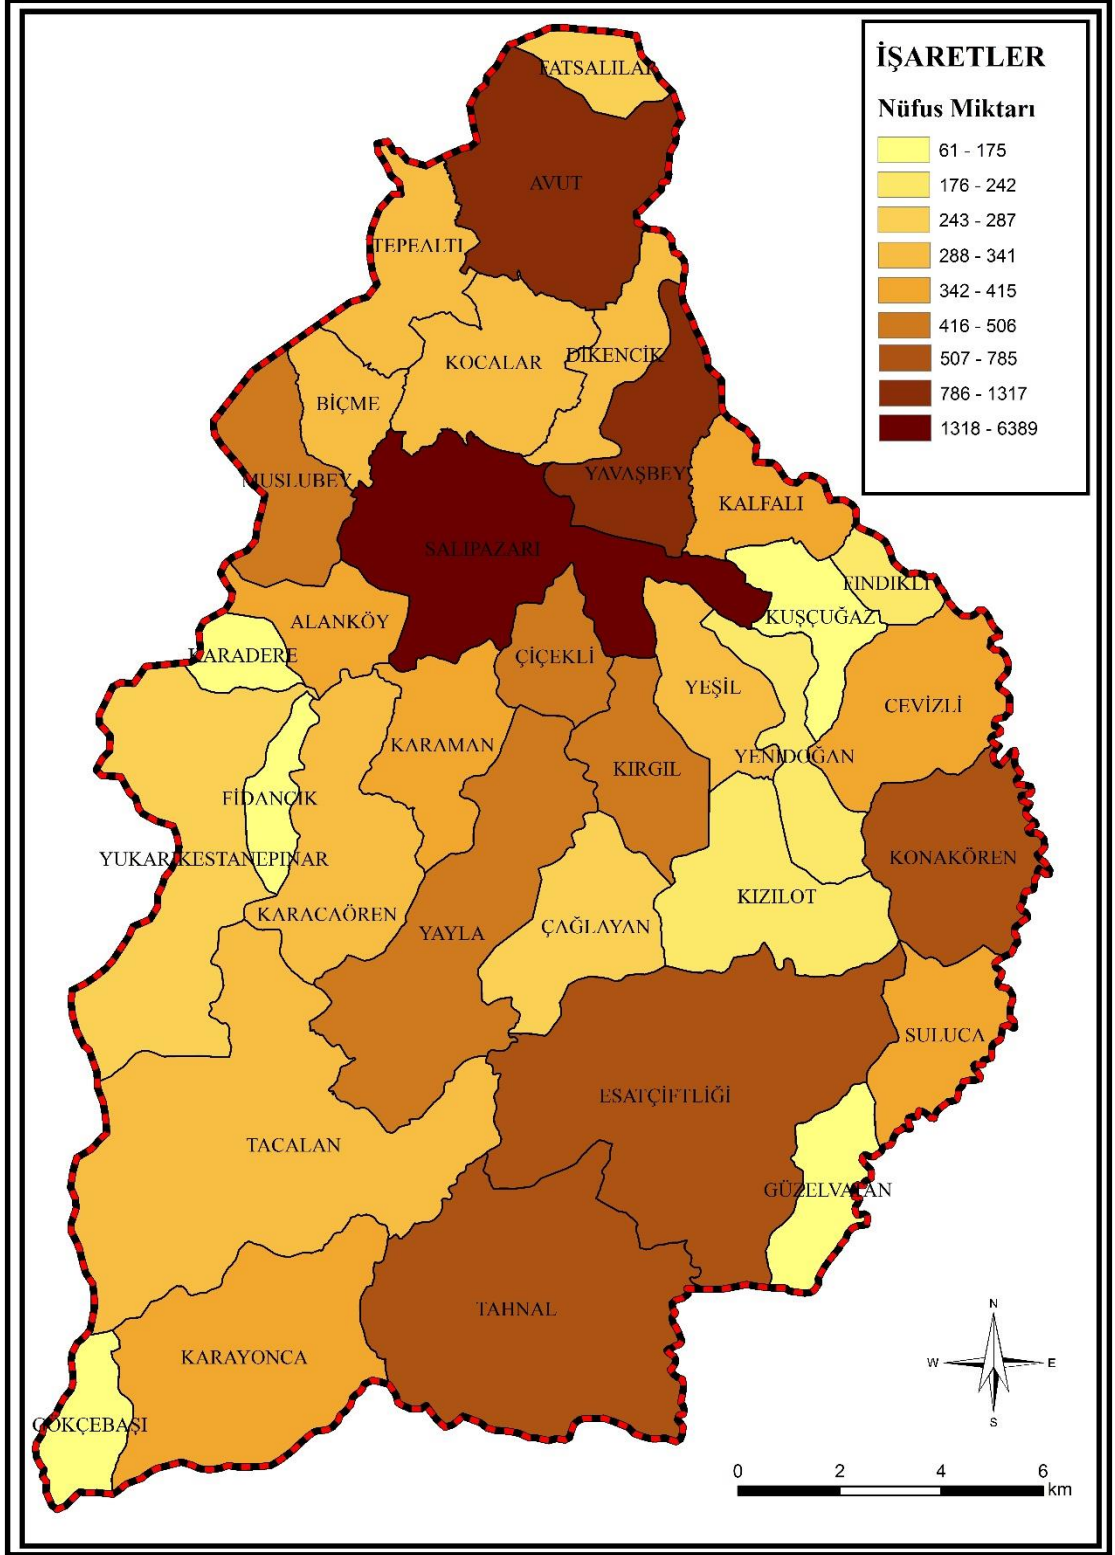 İŞARETLER
Nüfus Miktarı
61 - 175
176 - 242
243 - 287
288 - 341
342 - 415
416 - 506
507 - 785
786 - 1317
1318 - 6389
FATSALILAR
AVUT
TEPEALTI
KOCALAR
DİKENCİK
BİÇME
MUSLUBEY
YAVAŞBEY
KALFALI
SALIPAZARI
FINDIKLI
KUŞÇUĞAZI
ALANKÖY
KARADERE
ÇİÇEKLİ
YEŞİL
CEVİZLİ
KARAMAN
YENİDOĞAN
KIRGIL
FİDANCIK
YUKARIKESTANEPINAR
KONAKÖREN
KIZILOT
KARACAÖREN
YAYLA
ÇAĞLAYAN
SULUCA
ESATÇİFTLİĞİ
TACALAN
GÜZELVATAN
TAHNAL
KARAYONCA
GÖKÇEBAŞI
N
W
E
S
0 2 4 6
km